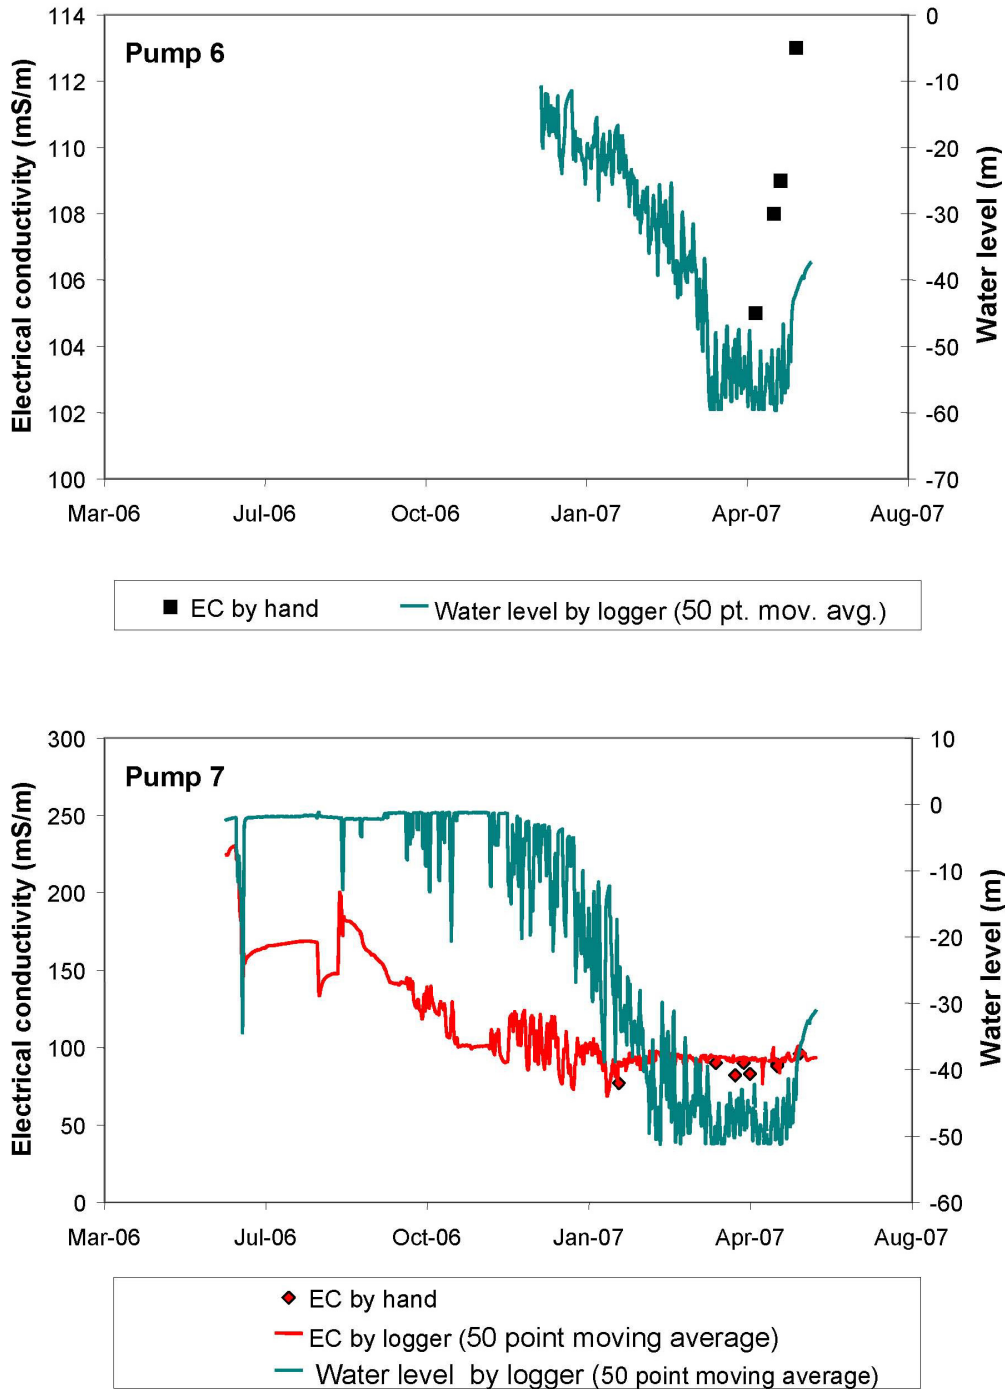 Pump 6
Electrical conductivity (mS/m)
114
112
110
108
106
104
102
100
0
-10
-20
-30
-40
-50
-60
-70
Water level (m)
Mar-06 Jul-06 Oct-06 Jan-07 Apr-07 Aug-07
EC by hand Water level by logger (50 pt. mov. avg.)
Pump 7
Electrical conductivity (mS/m)
300
250
200
150
100
50
0
10
0
-10
-20
-30
-40
-50
-60
Water level (m)
Mar-06 Jul-06 Oct-06 Jan-07 Apr-07 Aug-07
EC by hand
EC by logger (50 point moving average)
Water level by logger (50 point moving average)